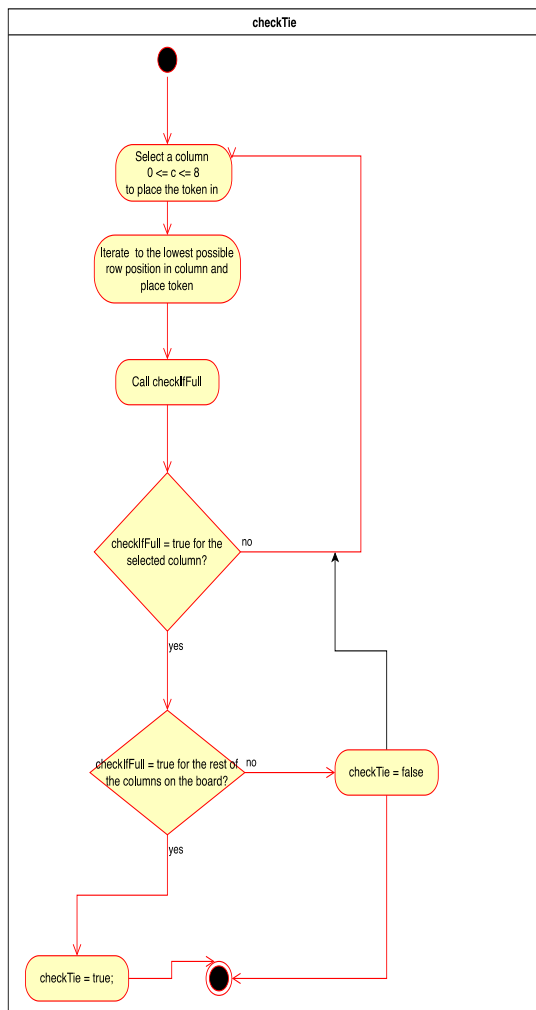 checkTie
Select a column
0 <= c <= 8
to place the token in
Iterate  to the lowest possible
row position in column and
place token
Call checkIfFull
checkIfFull = true for the
selected column?
no
yes
checkIfFull = true for the rest of
the columns on the board?
no
checkTie = false
yes
checkTie = true;